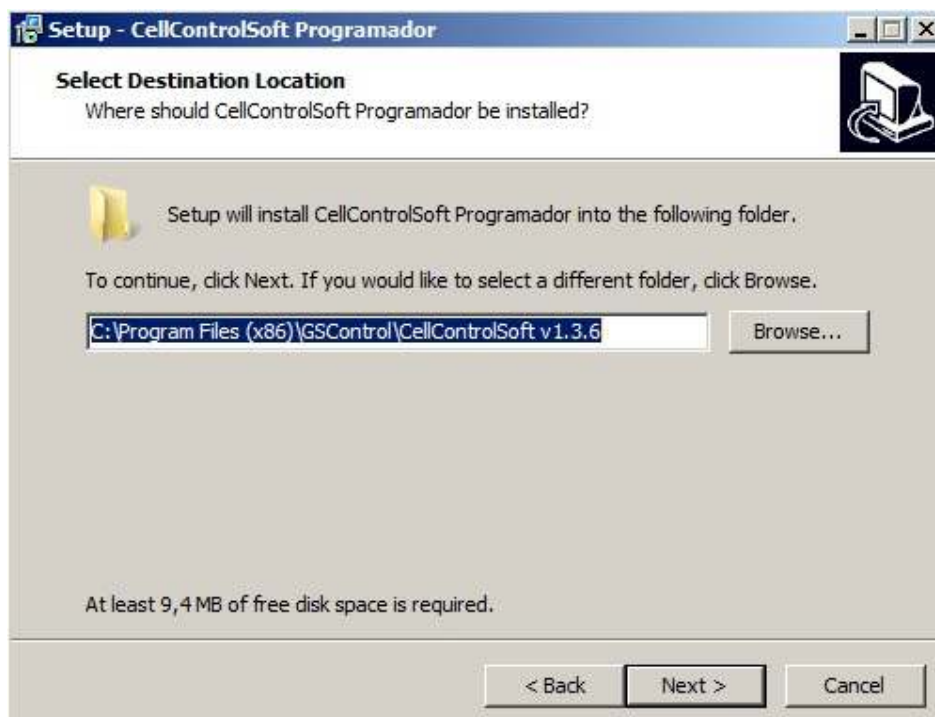 Setup - CellControlSoft Programador
Select Destination Location
Where should CellControlSoft Programador be installed?
Setup will install CellControlSoft Programador into the following folder.
To continue, click Next. If you would like to select a different folder, click Browse.
C:\Program Files (x86)\GSControl\CellControlSoft v1.3.6
Browse...
At least 9,4 MB of free disk space is required.
< Back
Next >
Cancel